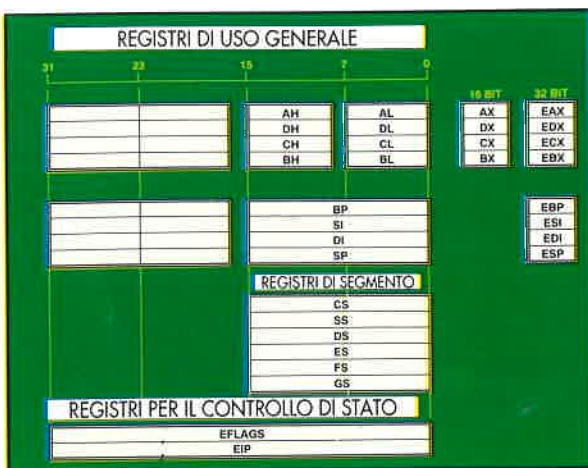 REGISTRI DI USO GENERALE
31 23 15 7 0
16 BIT 32 BIT
AH AL AX EAX
DH DL DX EDX
CH CL CX ECX
BH BL BX EBX
BP EBP
SI ESI
DI EDI
SP ESP
REGISTRI DI SEGMENTO
CS
SS
DS
ES
FS
GS
REGISTRI PER IL CONTROLLO DI STATO
EFLAGS
EIP